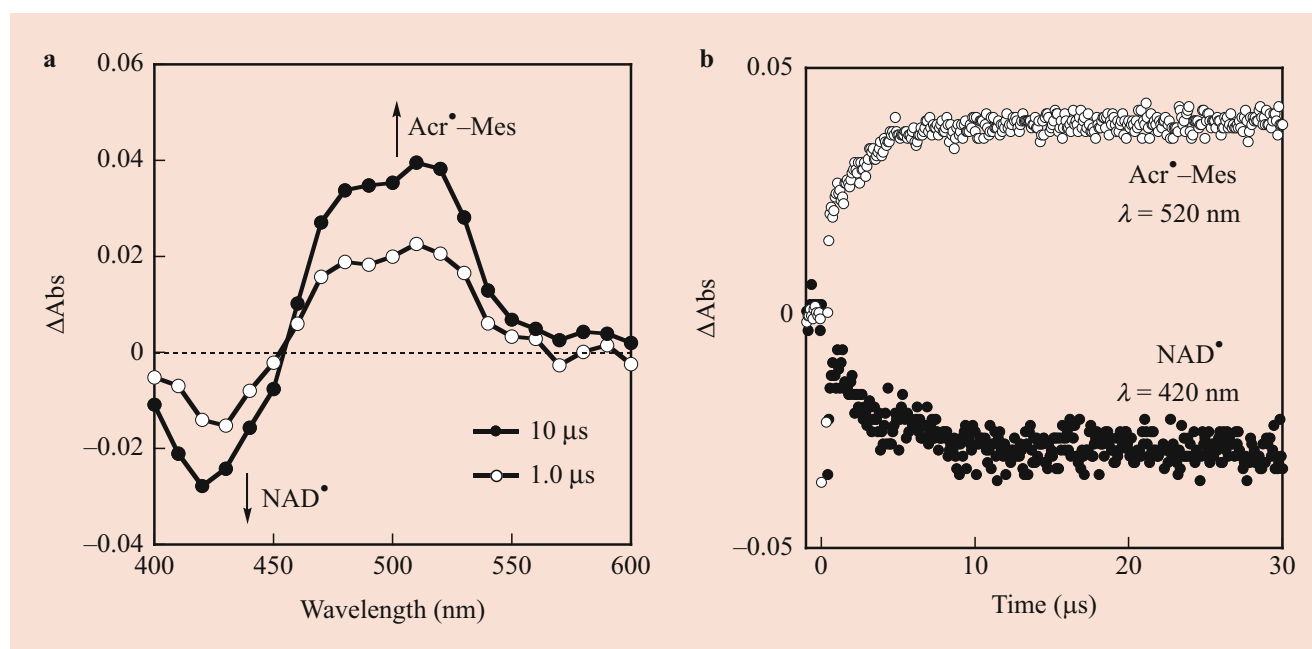 a
0.06
0.04
0.02
0
–0.02
–0.04
ΔAbs
400
450
500
550
600
Wavelength (nm)
Acr•–Mes
NAD•
10 μs
1.0 μs
b
0.05
0
–0.05
ΔAbs
0
10
20
30
Time (μs)
Acr•–Mes
λ = 520 nm
NAD•
λ = 420 nm